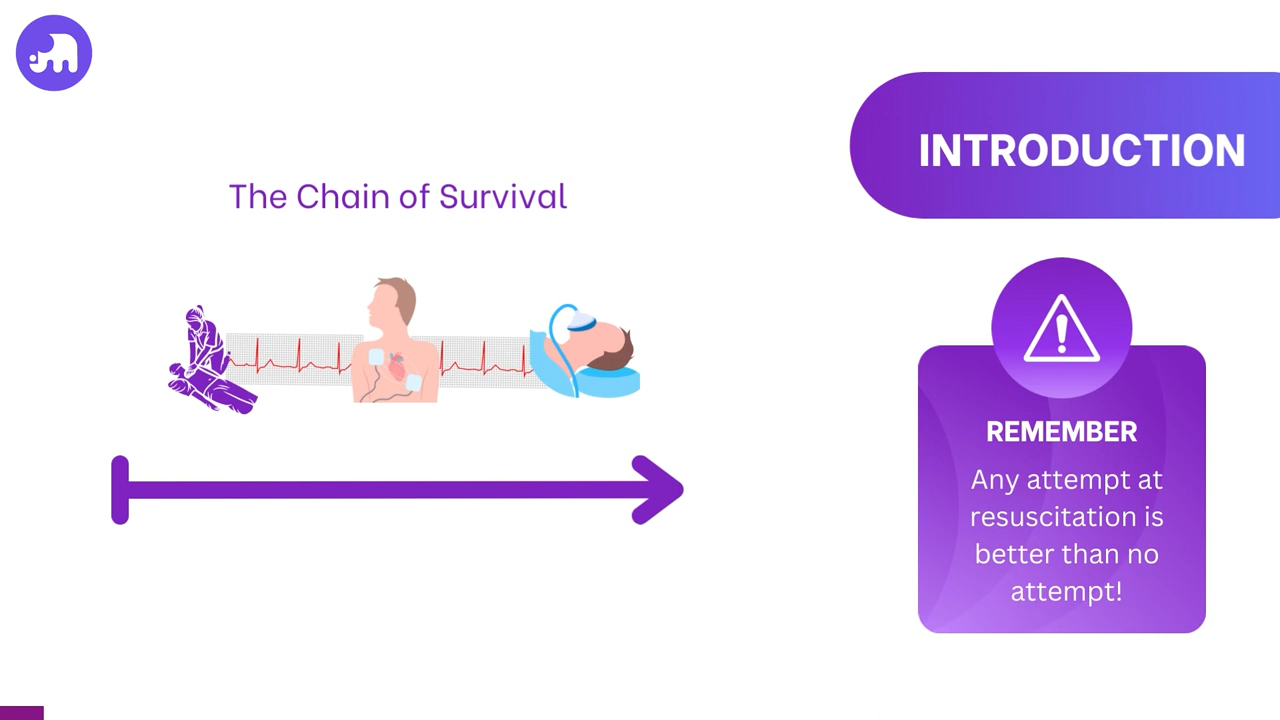 INTRODUCTION
The Chain of Survival
REMEMBER
Any attempt at
resuscitation is
better than no
attempt!